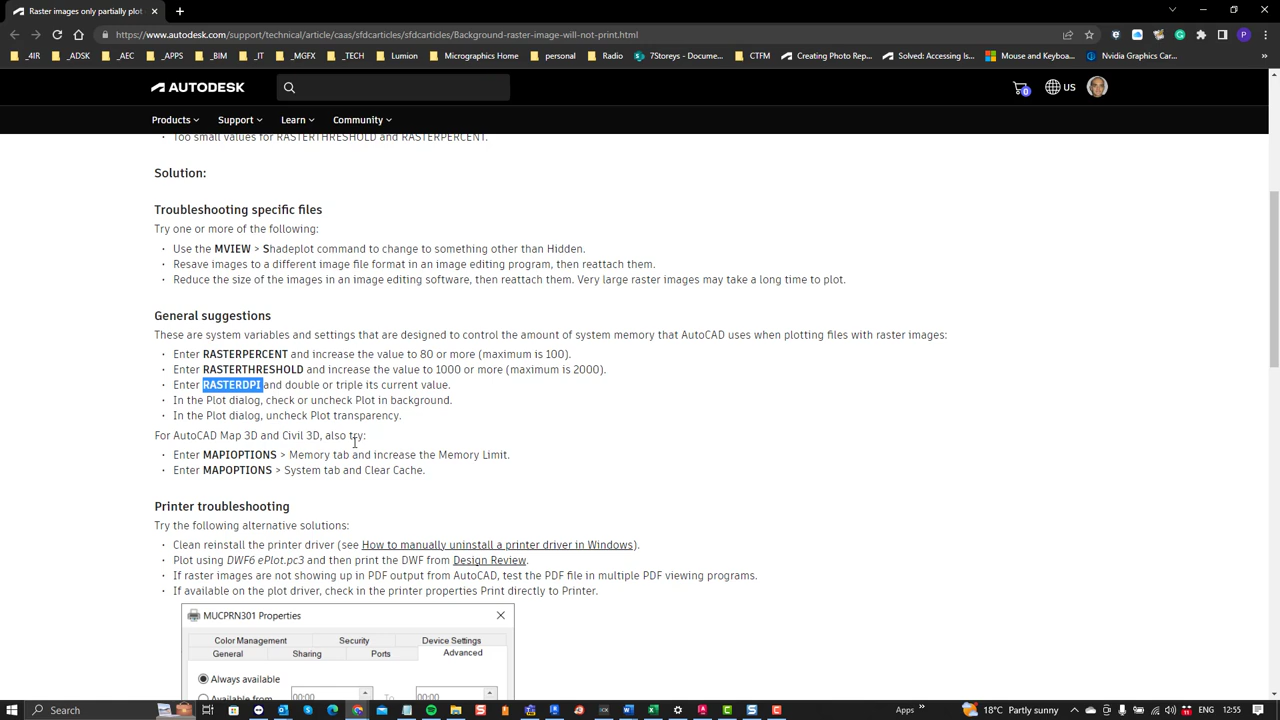 Raster images only partially plot
https://www.autodesk.com/support/technical/article/caas/sfdcarticles/sfdcarticles/Background-raster-image-will-not-print.html
_4IR _ADSK _AEC _APPS _BIM _IT _MGFX _TECH Lumion Micrographics Home personal Radio 7Storeys - Docume... CTFM Creating Photo Rep... Solved: Accessing Is... Mouse and Keyboa... Nvidia Graphics Car...
AUTODESK
0 US
Products Support Learn Community
Too small values for RASTERTHRESHOLD and RASTERPERCENT.
Solution:
Troubleshooting specific files
Try one or more of the following:
Use the MVIEW > Shadeplot command to change to something other than Hidden.
Resave images to a different image file format in an image editing program, then reattach them.
Reduce the size of the images in an image editing software, then reattach them. Very large raster images may take a long time to plot.
General suggestions
These are system variables and settings that are designed to control the amount of system memory that AutoCAD uses when plotting files with raster images:
Enter RASTERPERCENT and increase the value to 80 or more (maximum is 100).
Enter RASTERTHRESHOLD and increase the value to 1000 or more (maximum is 2000).
Enter RASTERDPI and double or triple its current value.
In the Plot dialog, check or uncheck Plot in background.
In the Plot dialog, uncheck Plot transparency.
For AutoCAD Map 3D and Civil 3D, also try:
Enter MAPIOPTIONS > Memory tab and increase the Memory Limit.
Enter MAPOPTIONS > System tab and Clear Cache.
Printer troubleshooting
Try the following alternative solutions:
Clean reinstall the printer driver (see How to manually uninstall a printer driver in Windows).
Plot using DWF6 ePlot.pc3 and then print the DWF from Design Review.
If raster images are not showing up in PDF output from AutoCAD, test the PDF file in multiple PDF viewing programs.
If available on the plot driver, check in the printer properties Print directly to Printer.
MUCPRN301 Properties
Color Management Security Device Settings
General Sharing Ports Advanced
Always available
Available from 00:00 To 00:00
Search Apps 18°C Partly sunny ENG 12:55